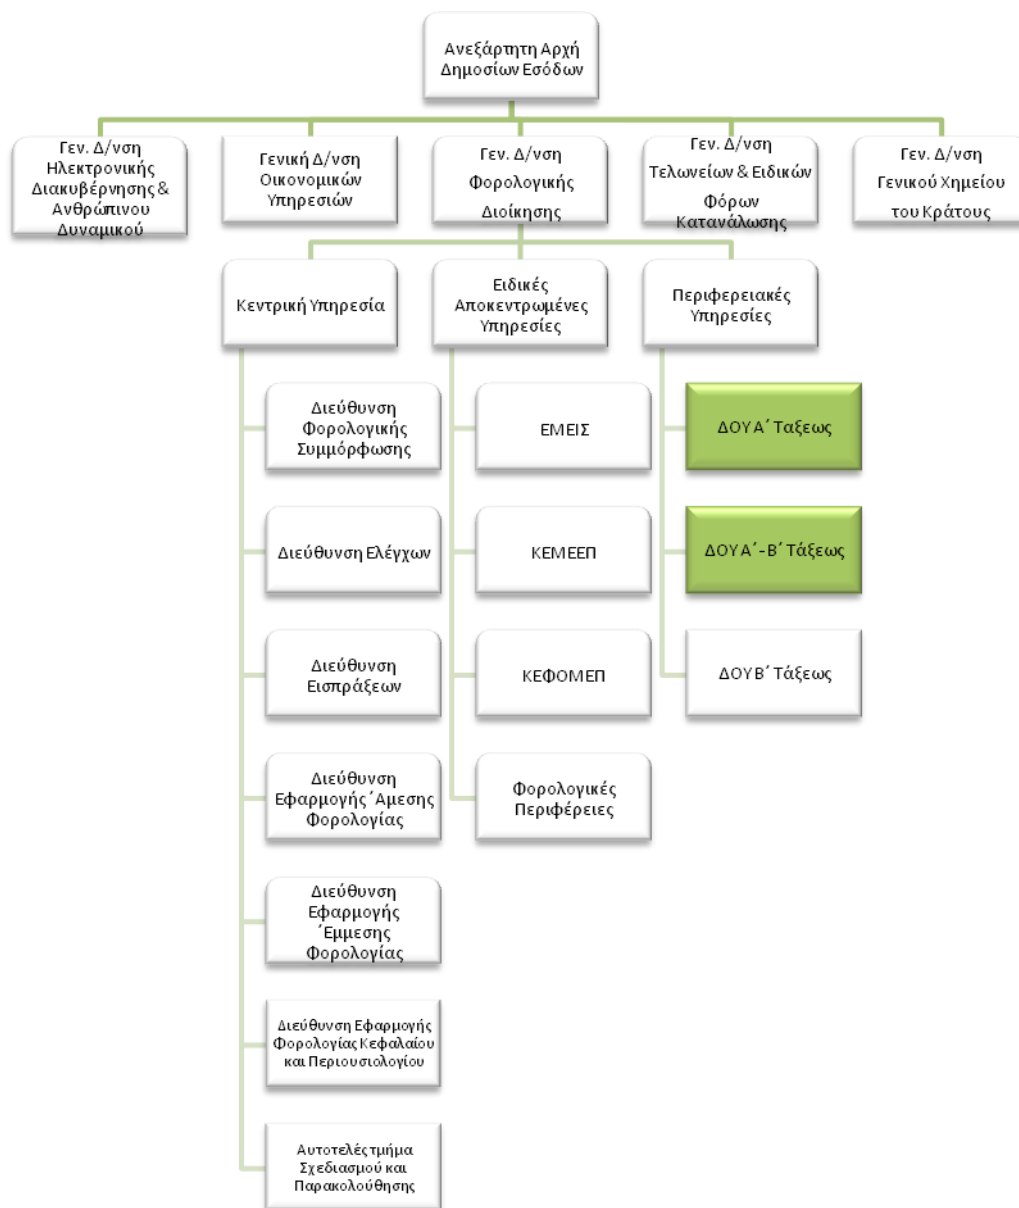 Ανεξάρτητη Αρχή
Δημοσίων Εσόδων
Γεν. Δ/νση
Ηλεκτρονικής
Διακυβέρνησης &
Ανθρώπινου
Δυναμικού
Γενική Δ/νση
Οικονομικών
Υπηρεσιών
Γεν. Δ/νση
Φορολογικής
Διοίκησης
Γεν. Δ/νση
Τελωνείων & Ειδικών
Φόρων
Κατανάλωσης
Γεν. Δ/νση
Γενικού Χημείου
του Κράτους
Κεντρική Υπηρεσία
Ειδικές
Αποκεντρωμένες
Υπηρεσίες
Περιφερειακές
Υπηρεσίες
Διεύθυνση
Φορολογικής
Συμμόρφωσης
Διεύθυνση Ελέγχων
Διεύθυνση
Εισπράξεων
Διεύθυνση
Εφαρμογής ΄Αμεσης
Φορολογίας
Διεύθυνση
Εφαρμογής
΄Εμμεσης
Φορολογίας
Διεύθυνση Εφαρμογής
Φορολογίας Κεφαλαίου
και Περιουσιολογίου
Αυτοτελές τμήμα
Σχεδιασμού και
Παρακολούθησης
ΕΜΕΙΣ
ΚΕΜΕΕΠ
ΚΕΦΟΜΕΠ
Φορολογικές
Περιφέρειες
ΔΟΥ Α΄ Ταξεως
ΔΟΥ Α΄-Β΄ Τάξεως
ΔΟΥ Β΄ Τάξεως